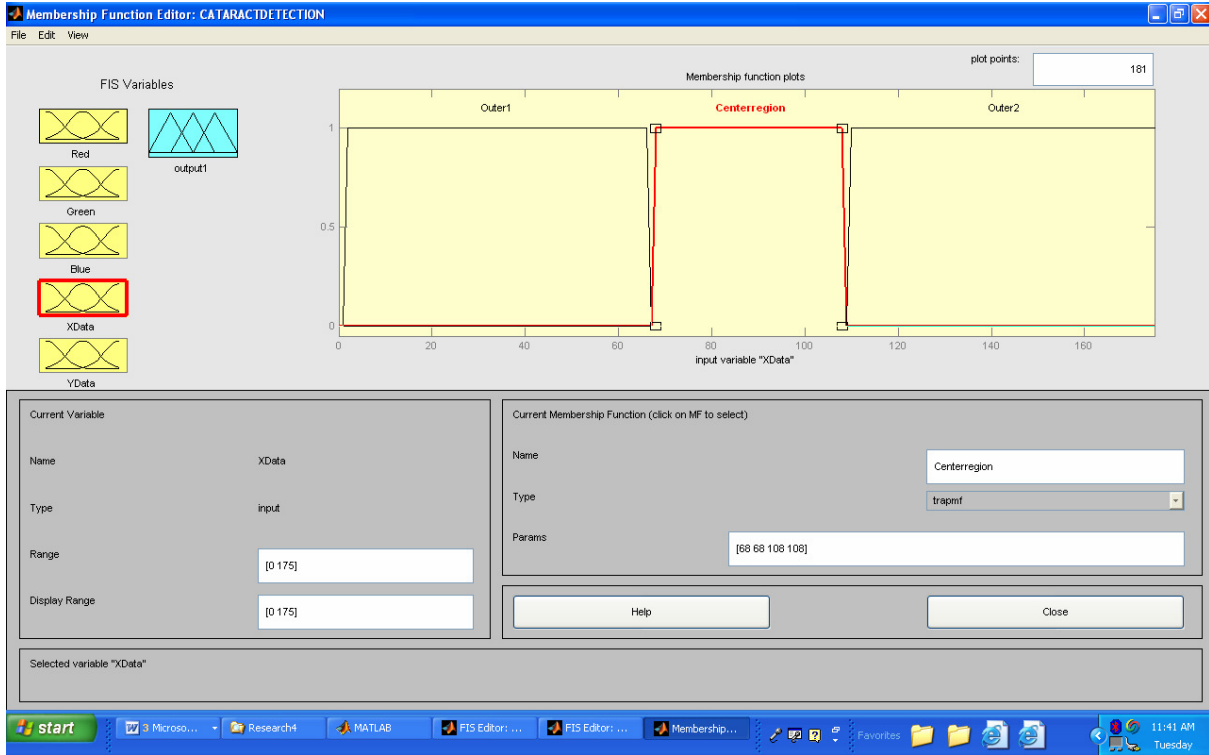 Membership Function Editor: CATARACTDETECTION
File Edit View
FIS Variables
Red
Green
Blue
XData
YData
output1
plot points:
181
Membership function plots
Outer1 Centerregion Outer2
1
0.5
0
0 20 40 60 80 100 120 140 160
input variable "XData"
Current Variable
Name XData
Type input
Range [0 175]
Display Range [0 175]
Current Membership Function (click on MF to select)
Name Centerregion
Type trapmf
Params [68 68 108 108]
Help Close
Selected variable "XData"
start 3 Microso... Research4 MATLAB FIS Editor: ... FIS Editor: ... Membership... Favorites 11:41 AM
Tuesday